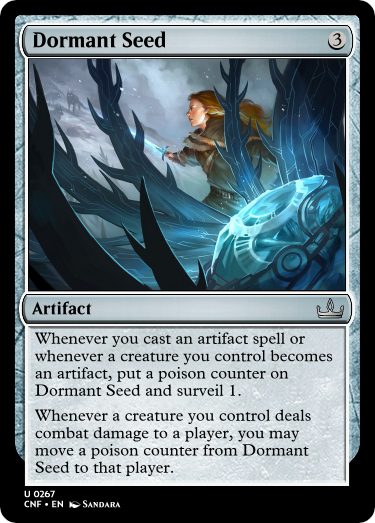 Dormant Seed 3
Artifact
Whenever you cast an artifact spell or
whenever a creature you control becomes
an artifact, put a poison counter on
Dormant Seed and surveil 1.
Whenever a creature you control deals
combat damage to a player, you may
move a poison counter from Dormant
Seed to that player.
U 0267
CNF • EN SANDARA